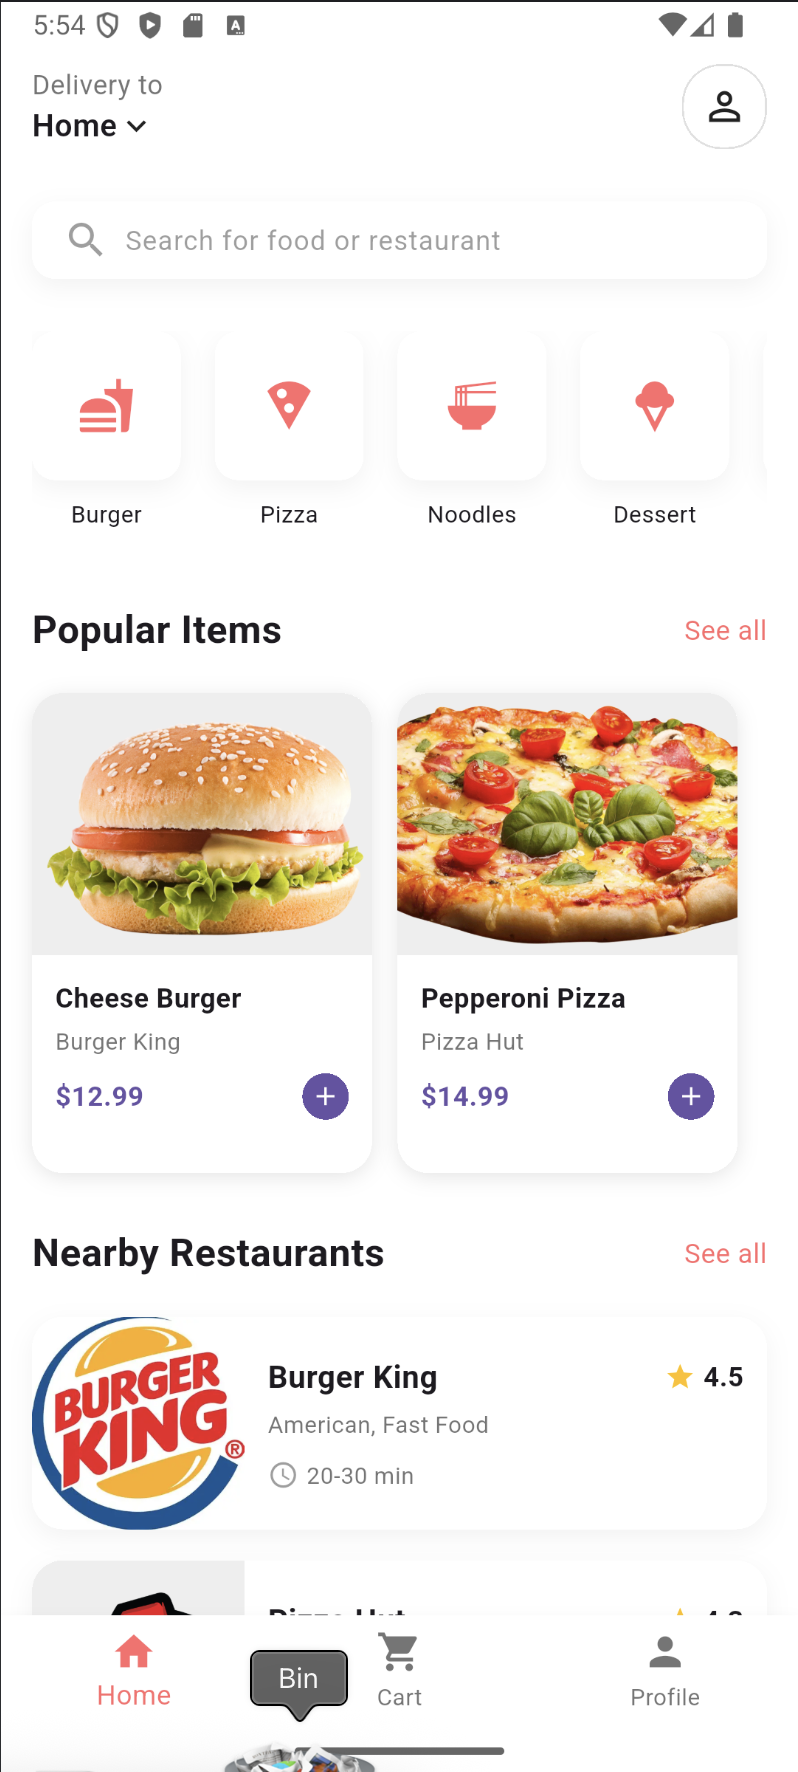 5:54
Delivery to
Home
Search for food or restaurant
Burger
Pizza
Noodles
Dessert
Popular Items
See all
Cheese Burger
Burger King
$12.99
Pepperoni Pizza
Pizza Hut
$14.99
Nearby Restaurants
See all
BURGER
KING®
Burger King
4.5
American, Fast Food
20-30 min
Pizza Hut
Home
Bin
Cart
Profile